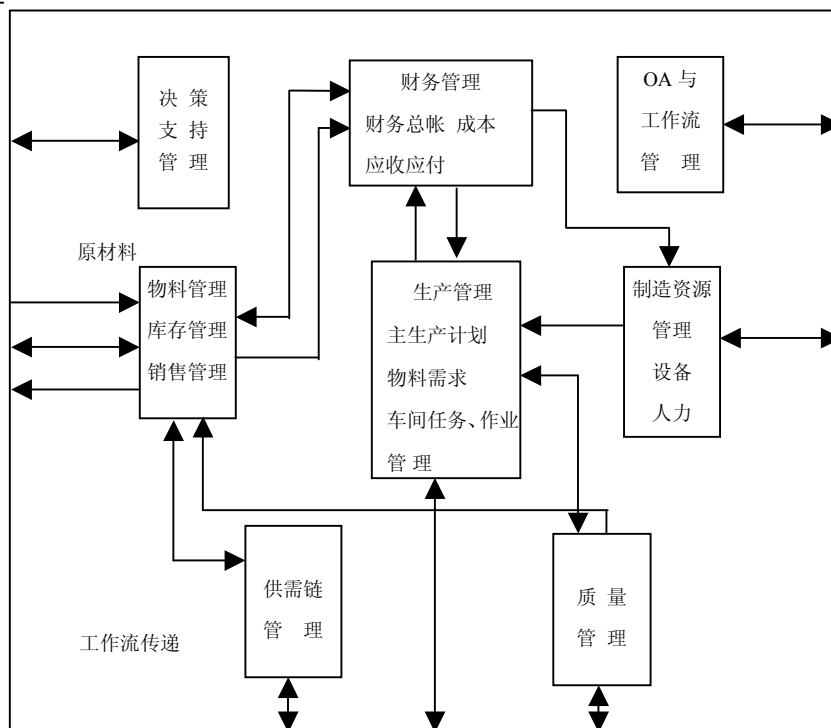 决 策
支 持
管 理
财务管理
财务总帐 成本
应收应付
OA 与
工作流
管 理
原材料
物料管理
库存管理
销售管理
生产管理
主生产计划
物料需求
车间任务、作业
管 理
制造资源
管理
设备
人力
供需链
管 理
质 量
管 理
工作流传递